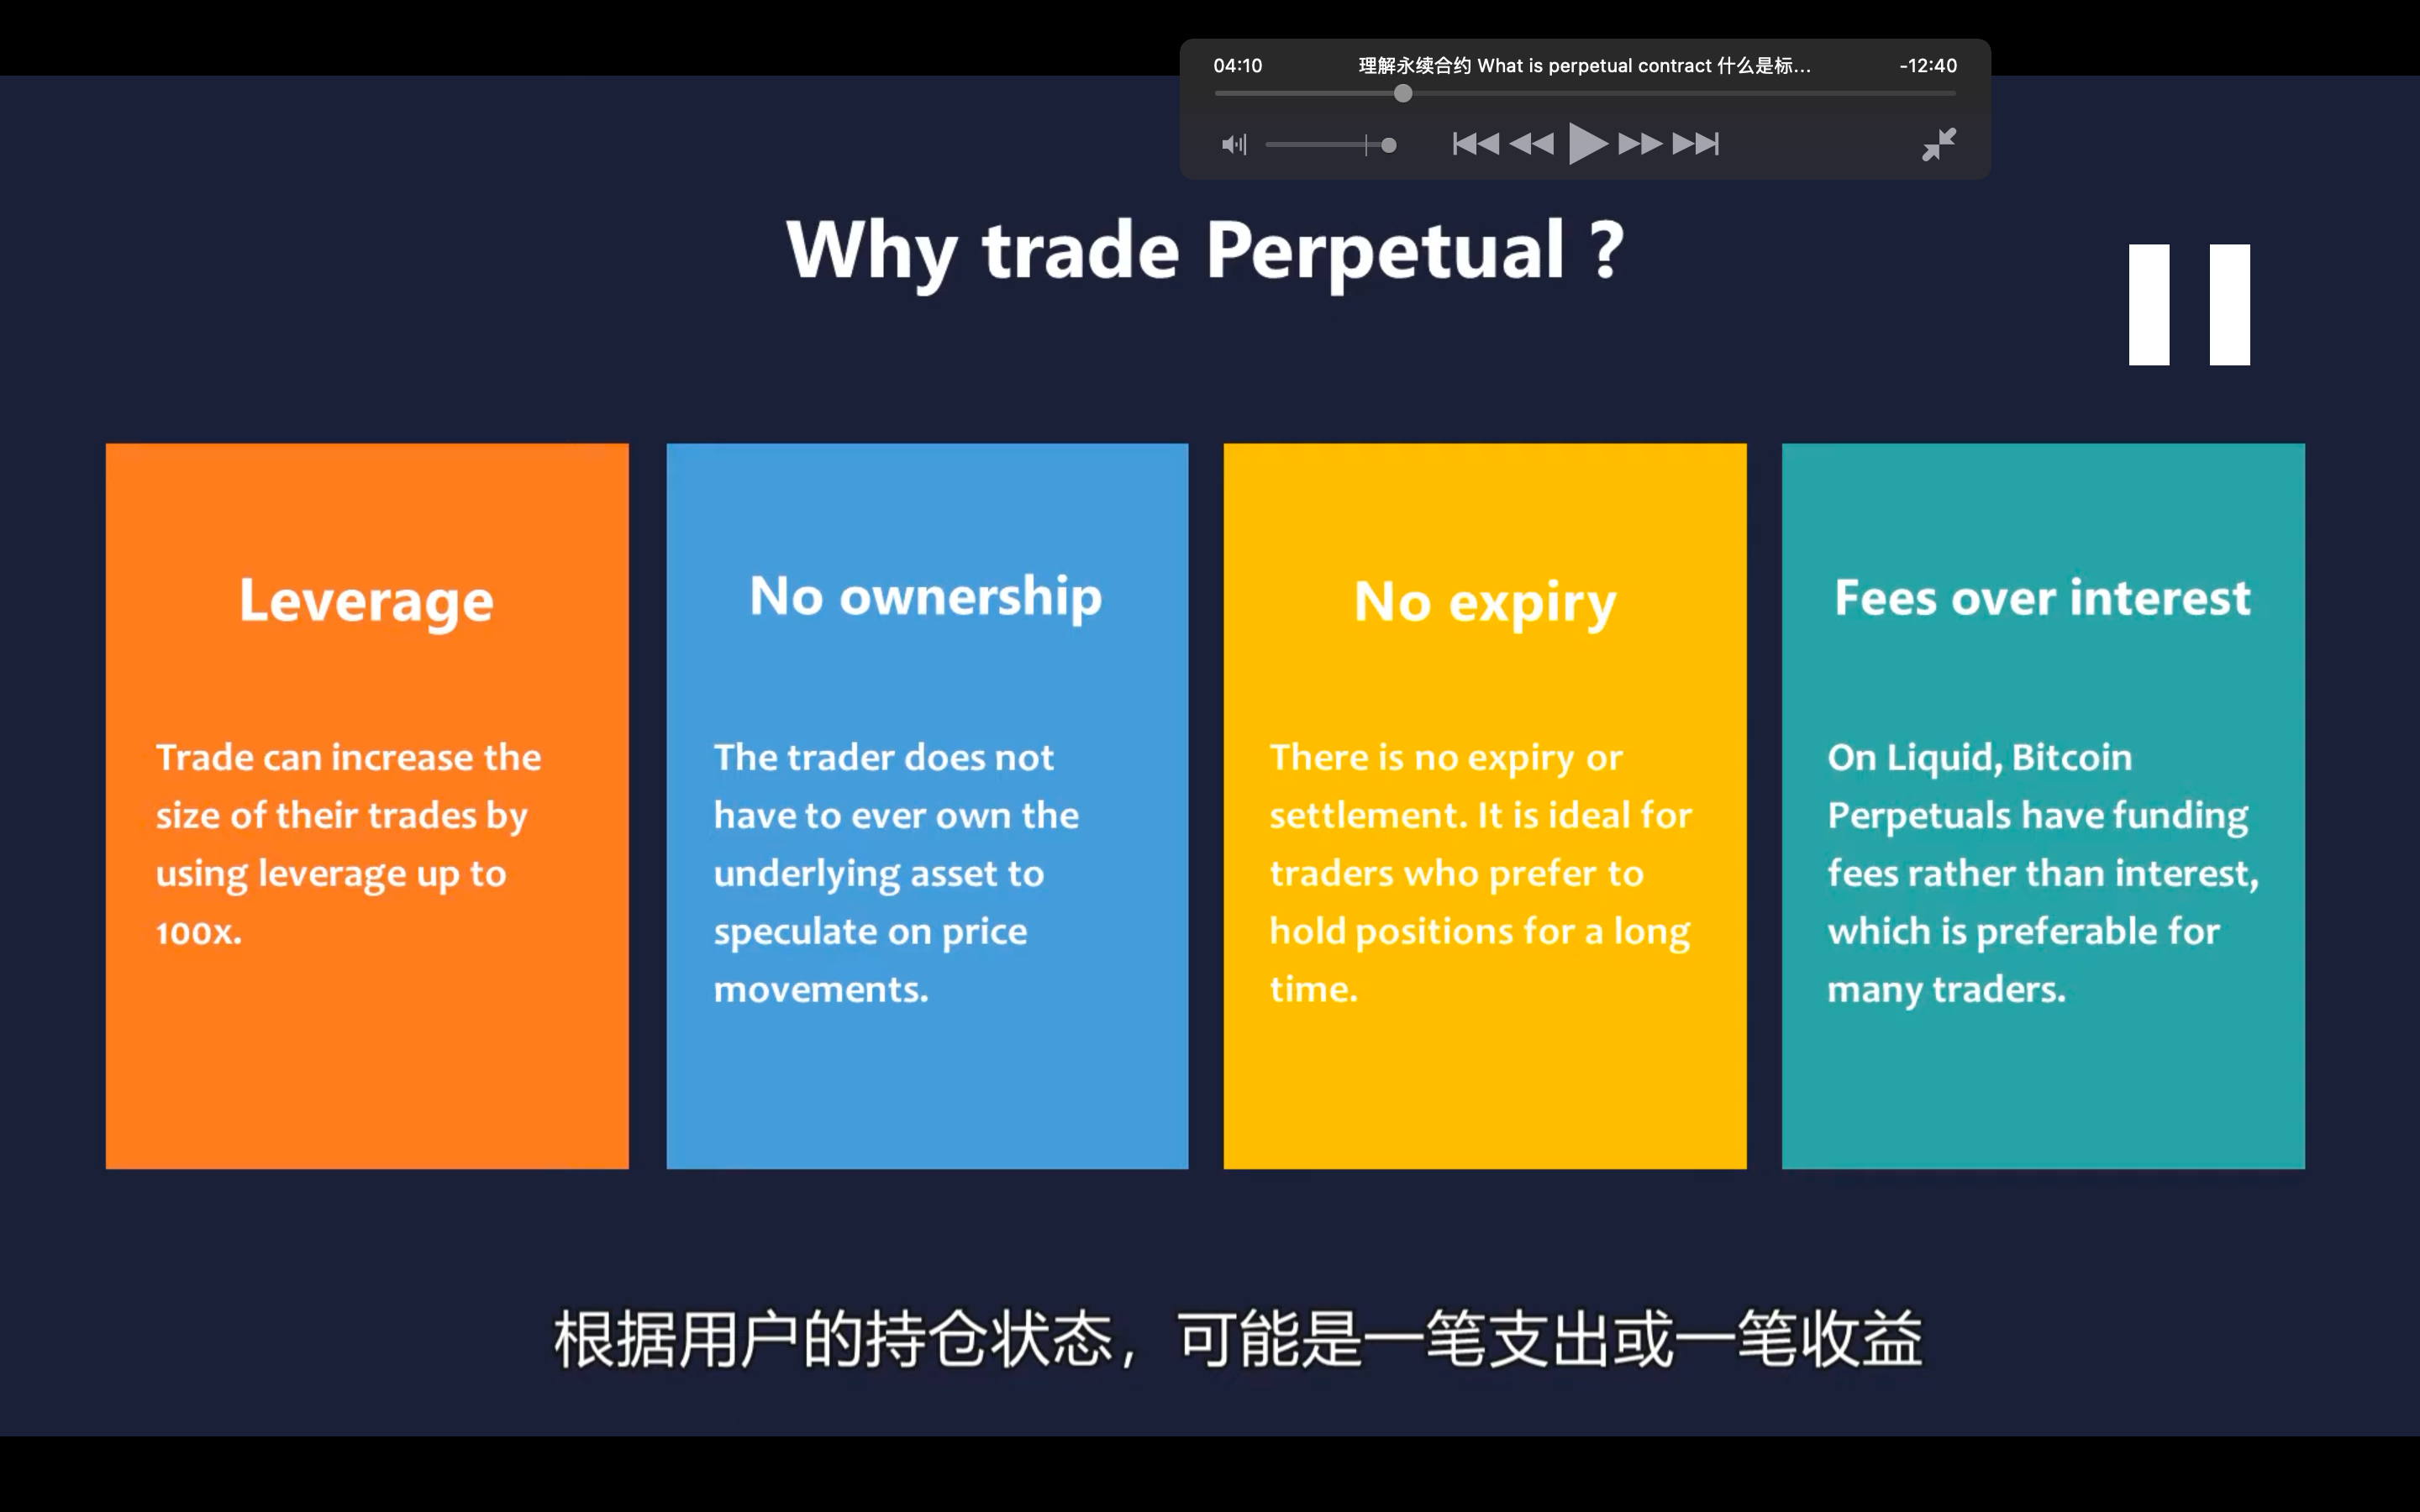 04:10
理解永续合约 What is perpetual contract 什么是标...
-12:40
Why trade Perpetual ?
Leverage
Trade can increase the
size of their trades by
using leverage up to
100x.
No ownership
The trader does not
have to ever own the
underlying asset to
speculate on price
movements.
No expiry
There is no expiry or
settlement. It is ideal for
traders who prefer to
hold positions for a long
time.
Fees over interest
On Liquid, Bitcoin
Perpetuals have funding
fees rather than interest,
which is preferable for
many traders.
根据用户的持仓状态，可能是一笔支出或一笔收益